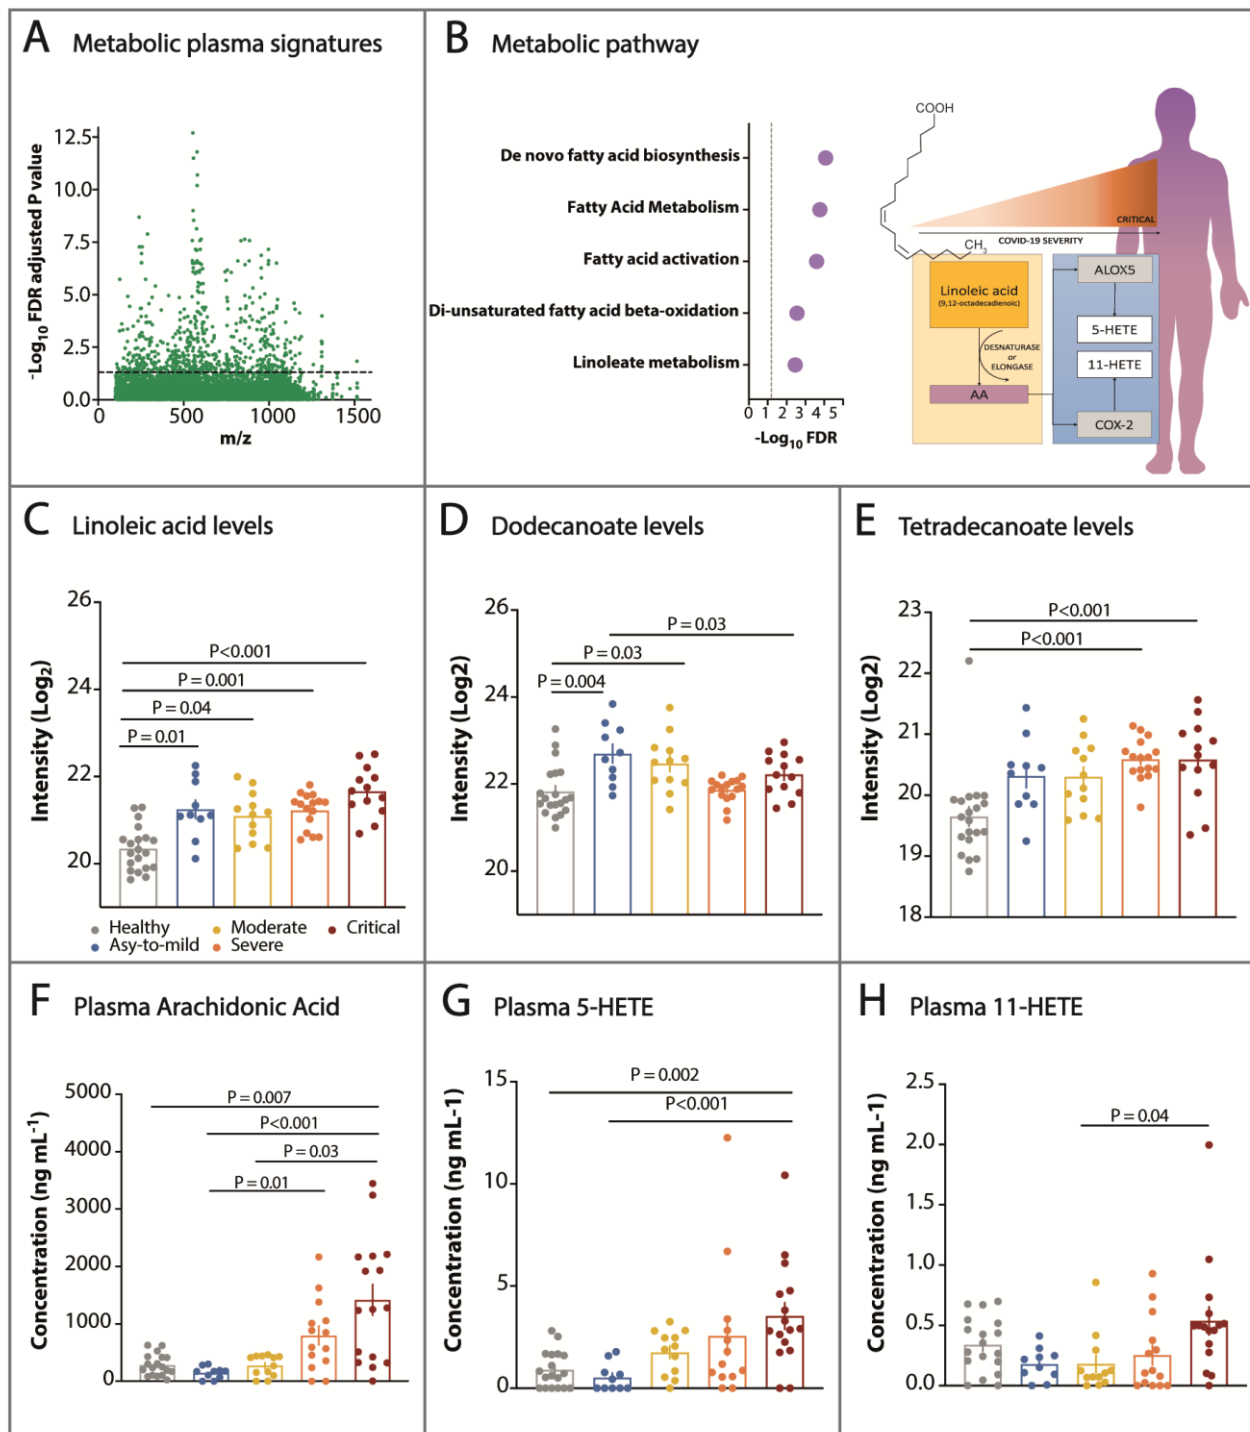 A Metabolic plasma signatures
-Log10 FDR adjusted P value
12.5
10.0
7.5
5.0
2.5
0.0
0 500 1000 1500
m/z
B Metabolic pathway
De novo fatty acid biosynthesis
Fatty Acid Metabolism
Fatty acid activation
Di-unsaturated fatty acid beta-oxidation
Linoleate metabolism
0 1 2 3 4 5
-Log10 FDR
COOH
CH3
CRITICAL
COVID-19 SEVERITY
Linoleic acid
(9,12-octadecadienoic)
DESNATURASE
or
ELONGASE
AA
ALOX5
5-HETE
11-HETE
COX-2
C Linoleic acid levels
Intensity (Log2)
26
24
22
20
P<0.001
P = 0.001
P = 0.04
P = 0.01
Healthy
Asy-to-mild
Moderate
Severe
Critical
D Dodecanoate levels
Intensity (Log2)
26
24
22
20
P = 0.03
P = 0.03
P = 0.004
E Tetradecanoate levels
Intensity (Log2)
23
22
21
20
19
18
P<0.001
P<0.001
F Plasma Arachidonic Acid
Concentration (ng mL-1)
5000
4000
3000
2000
1000
0
P = 0.007
P<0.001
P = 0.03
P = 0.01
G Plasma 5-HETE
Concentration (ng mL-1)
15
10
5
0
P = 0.002
P<0.001
H Plasma 11-HETE
Concentration (ng mL-1)
2.5
2.0
1.5
1.0
0.5
0.0
P = 0.04